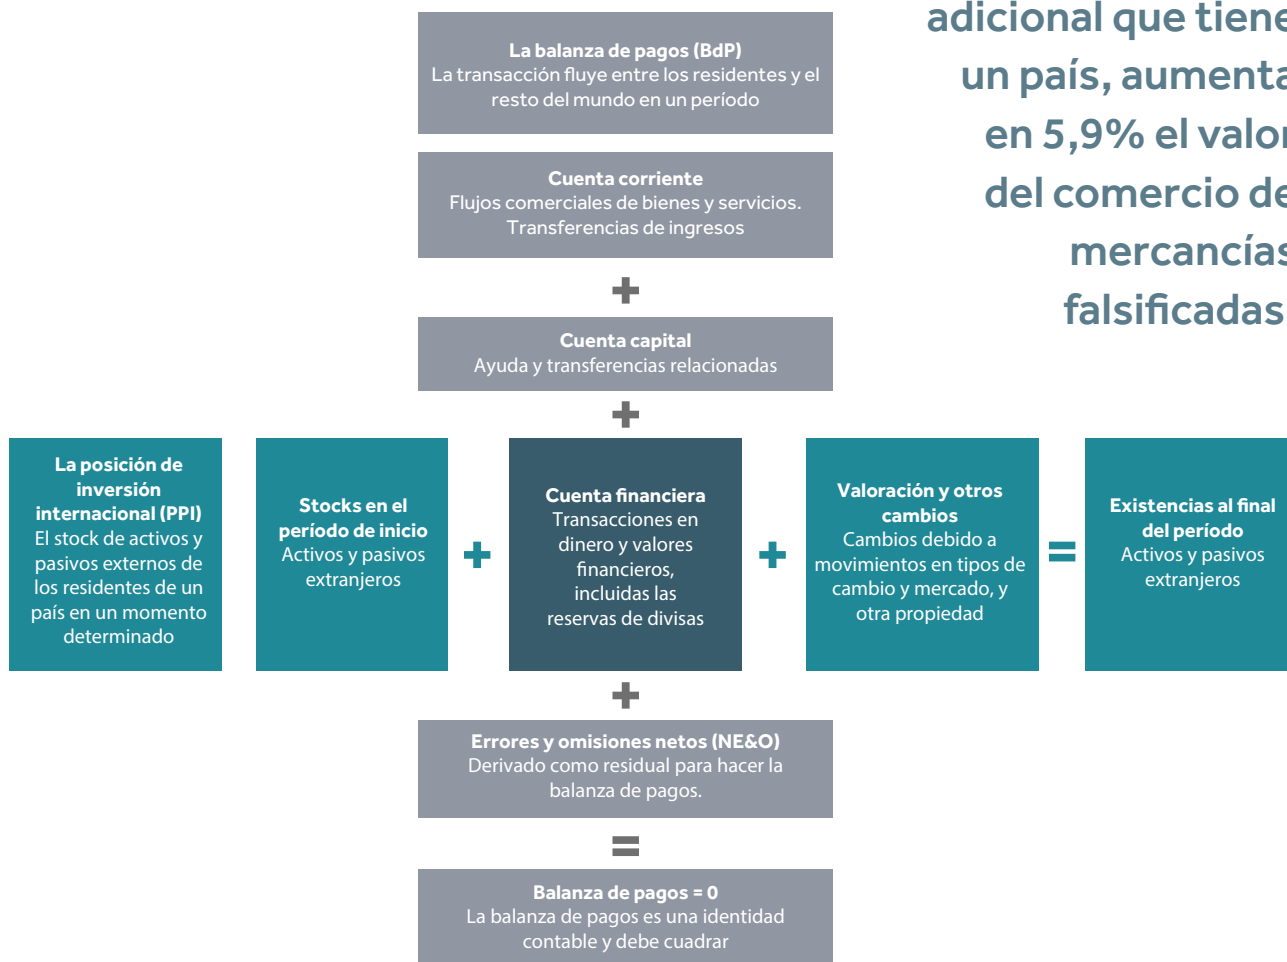 adicional que tiene
un país, aumenta
en 5,9% el valor
del comercio de
mercancías
falsificadas
La balanza de pagos (BdP)
La transacción fluye entre los residentes y el
resto del mundo en un período
Cuenta corriente
Flujos comerciales de bienes y servicios.
Transferencias de ingresos
+
Cuenta capital
Ayuda y transferencias relacionadas
+
La posición de
inversión
internacional (PPI)
El stock de activos y
pasivos externos de
los residentes de un
país en un momento
determinado
Stocks en el
período de inicio
Activos y pasivos
extranjeros
+
Cuenta financiera
Transacciones en
dinero y valores
financieros,
incluidas las
reservas de divisas
+
Valoración y otros
cambios
Cambios debido a
movimientos en tipos de
cambio y mercado, y
otra propiedad
=
Existencias al final
del período
Activos y pasivos
extranjeros
+
Errores y omisiones netos (NE&O)
Derivado como residual para hacer la
balanza de pagos.
=
Balanza de pagos = 0
La balanza de pagos es una identidad
contable y debe cuadrar